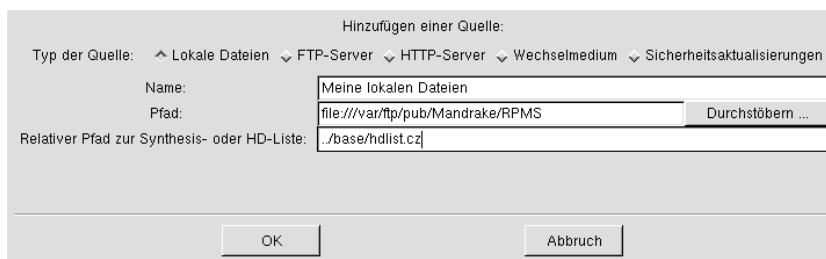 Hinzufügen einer Quelle:
Typ der Quelle: Lokale Dateien FTP-Server HTTP-Server Wechselmedium Sicherheitsaktualisierungen
Name: Meine lokalen Dateien
Pfad: file:///var/ftp/pub/Mandrake/RPMS Durchstöbern ...
Relativer Pfad zur Synthesis- oder HD-Liste: ../base/hdlist.cz
OK Abbruch